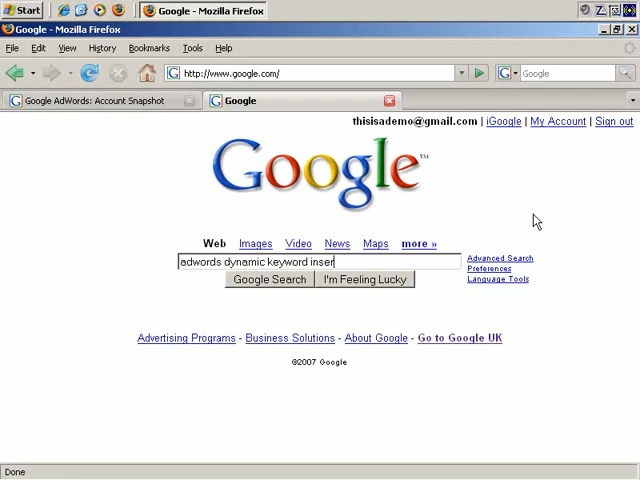 Start Google - Mozilla Firefox
Google - Mozilla Firefox
File Edit View History Bookmarks Tools Help
http://www.google.com/ Google
Google AdWords: Account Snapshot Google
thisisademo@gmail.com | iGoogle | My Account | Sign out
Google™
Web Images Video News Maps more »
adwords dynamic keyword inser
Advanced Search
Preferences
Language Tools
Google Search I'm Feeling Lucky
Advertising Programs - Business Solutions - About Google - Go to Google UK
©2007 Google
Done